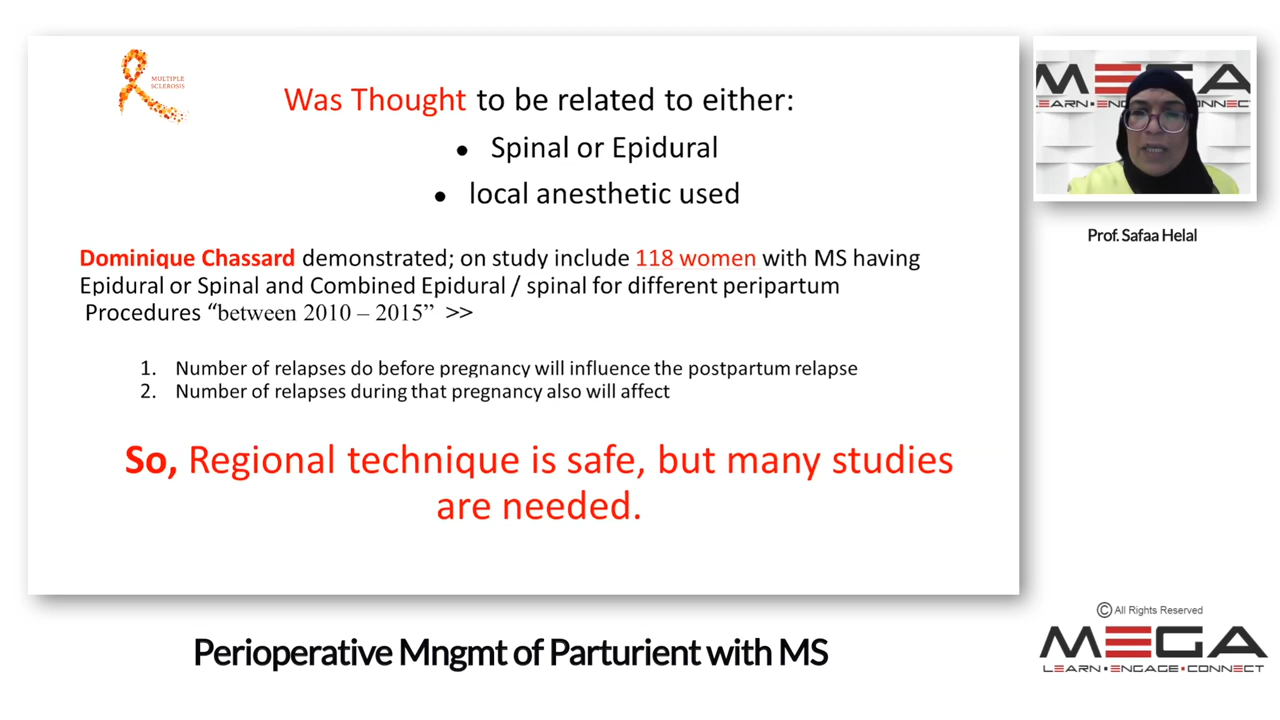 MULTIPLE
SCLEROSIS
Was Thought to be related to either:
• Spinal or Epidural
• local anesthetic used
Dominique Chassard demonstrated; on study include 118 women with MS having
Epidural or Spinal and Combined Epidural / spinal for different peripartum
Procedures “between 2010 – 2015” >>
1. Number of relapses do before pregnancy will influence the postpartum relapse
2. Number of relapses during that pregnancy also will affect
So, Regional technique is safe, but many studies
are needed.
MEGA
LEARN • ENGAGE • CONNECT
Prof. Safaa Helal
Perioperative Mngmt of Parturient with MS
© All Rights Reserved
MEGA
LEARN • ENGAGE • CONNECT